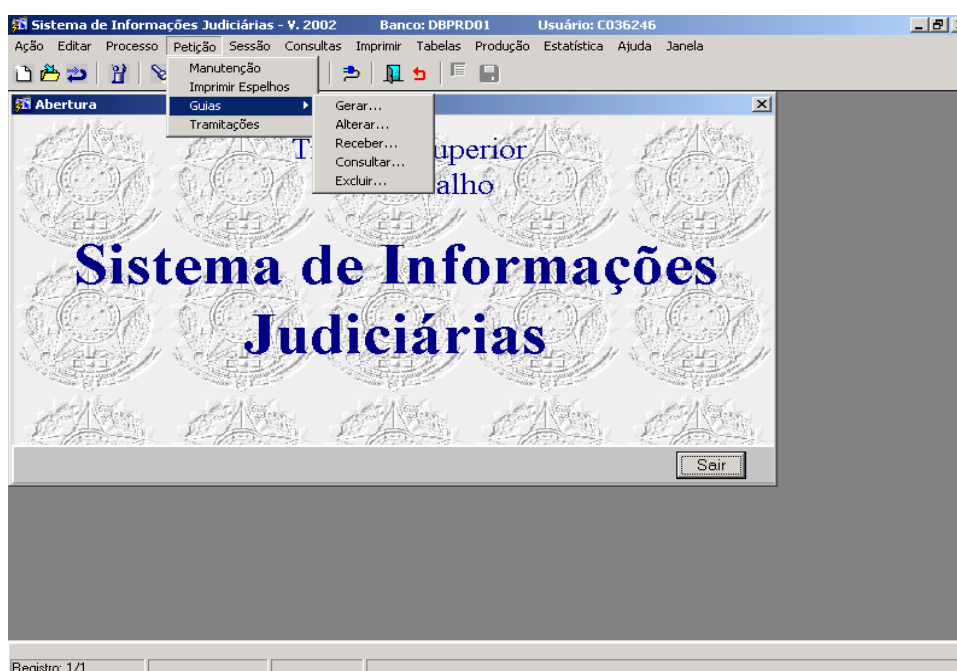 Sistema de Informações Judiciárias - V. 2002 Banco: DBPRD01 Usuário: C036246
Ação Editar Processo Petição Sessão Consultas Imprimir Tabelas Produção Estatística Ajuda Janela
Manutenção
Imprimir Espelhos
Guias
Tramitações
Gerar...
Alterar...
Receber...
Consultar...
Excluir...
Abertura
Sistema de Informações
Judiciárias
Sair
Registro: 1/1